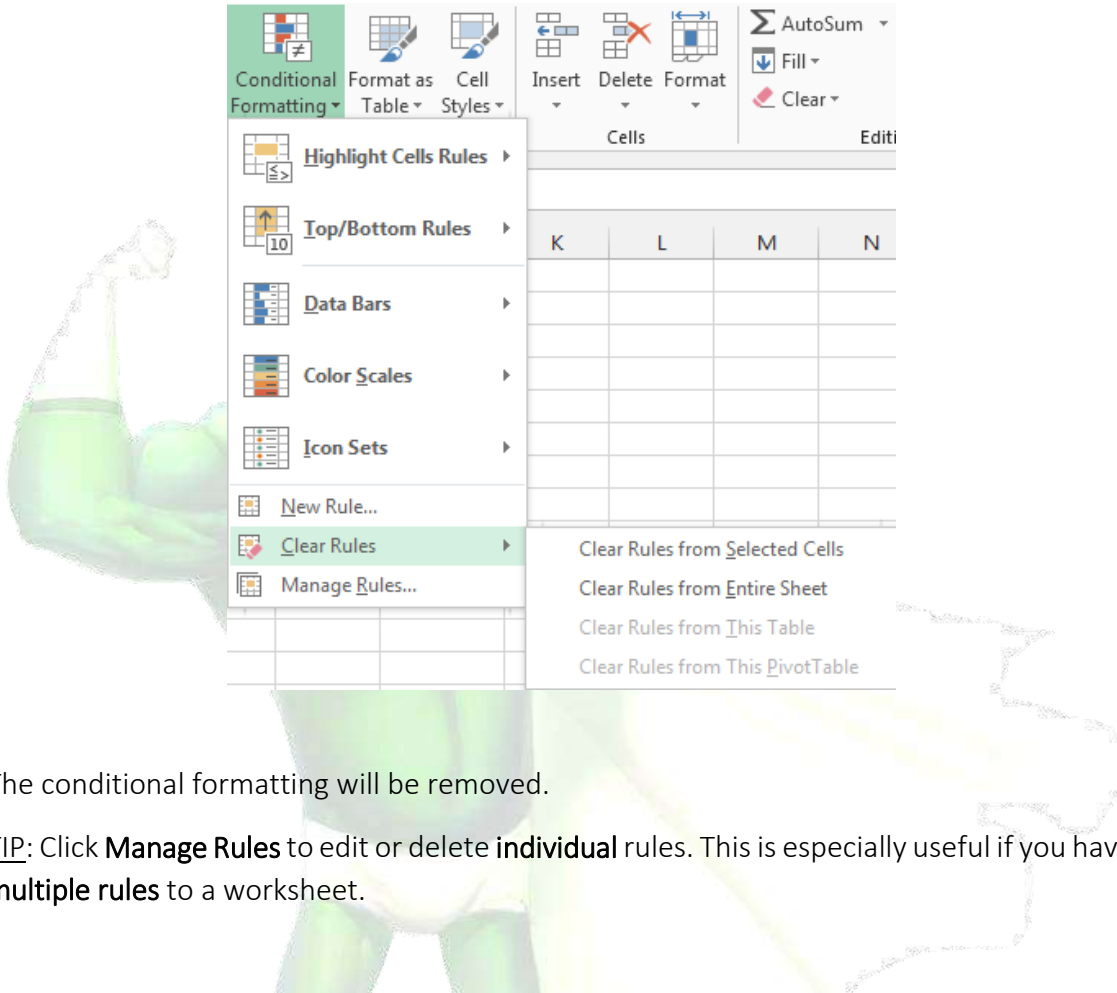 AutoSum
Fill
Conditional Format as Cell Insert Delete Format
Formatting Table Styles
Clear
Cells
Editi
Highlight Cells Rules
Top/Bottom Rules
10
K L M N
Data Bars
Color Scales
Icon Sets
New Rule...
Clear Rules
Manage Rules...
Clear Rules from Selected Cells
Clear Rules from Entire Sheet
Clear Rules from This Table
Clear Rules from This PivotTable
The conditional formatting will be removed.
TIP: Click Manage Rules to edit or delete individual rules. This is especially useful if you hav
multiple rules to a worksheet.